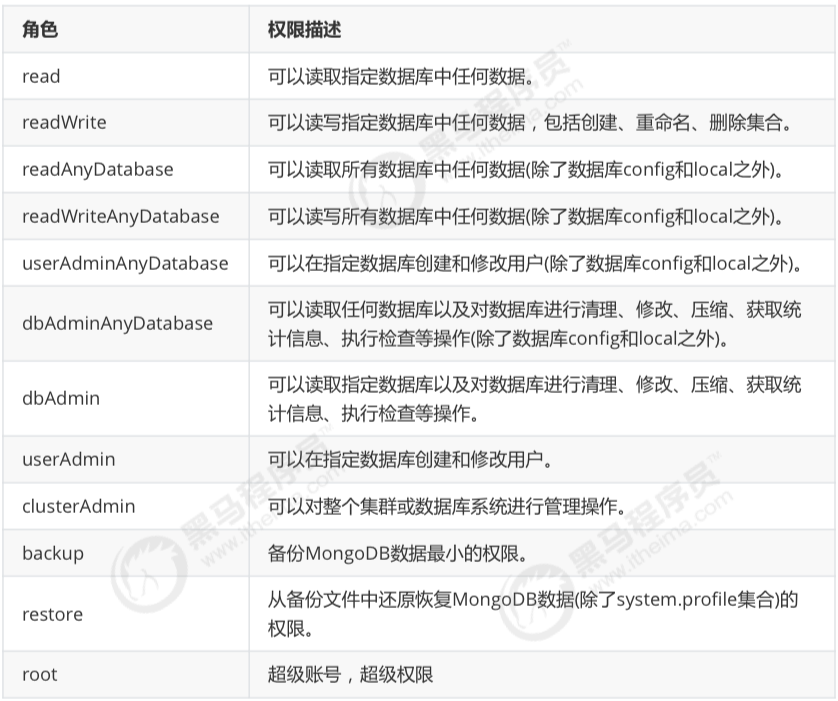 角色 权限描述
read 可以读取指定数据库中任何数据。
readWrite 可以读写指定数据库中任何数据，包括创建、重命名、删除集合。
readAnyDatabase 可以读取所有数据库中任何数据(除了数据库config和local之外)。
readWriteAnyDatabase 可以读写所有数据库中任何数据(除了数据库config和local之外)。
userAdminAnyDatabase 可以在指定数据库创建和修改用户(除了数据库config和local之外)。
dbAdminAnyDatabase 可以读取任何数据库以及对数据库进行清理、修改、压缩、获取统
计信息、执行检查等操作(除了数据库config和local之外)。
dbAdmin 可以读取指定数据库以及对数据库进行清理、修改、压缩、获取统
计信息、执行检查等操作。
userAdmin 可以在指定数据库创建和修改用户。
clusterAdmin 可以对整个集群或数据库系统进行管理操作。
backup 备份MongoDB数据最小的权限。
restore 从备份文件中还原恢复MongoDB数据(除了system.profile集合)的
权限。
root 超级账号，超级权限
黑马程序员™
www.itheima.com
黑马程序员™
www.itheima.com
黑马程序员™
www.itheima.com